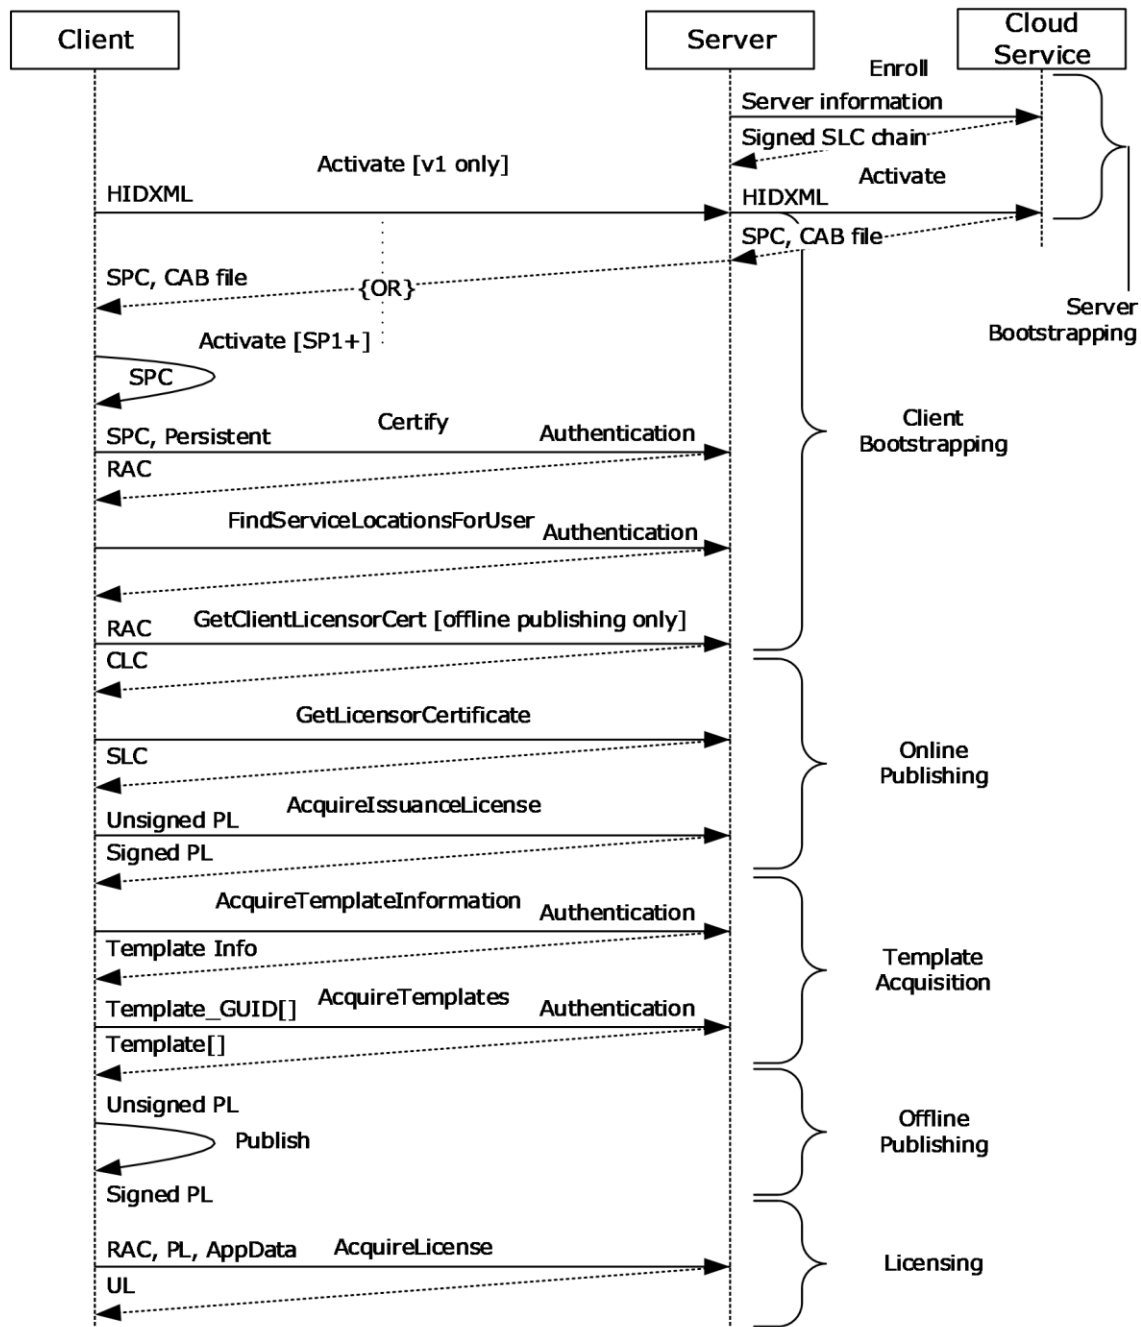 Client
Server
Cloud
Service
Enroll
Server information
Signed SLC chain
Activate [v1 only]
Activate
HIDXML
HIDXML
SPC, CAB file
SPC, CAB file
{OR}
Server
Bootstrapping
Activate [SP1+]
SPC
Client
Bootstrapping
Certify
SPC, Persistent
Authentication
RAC
FindServiceLocationsForUser
Authentication
GetClientLicensorCert [offline publishing only]
RAC
CLC
GetLicensorCertificate
SLC
Online
Publishing
AcquireIssuanceLicense
Unsigned PL
Signed PL
AcquireTemplateInformation
Authentication
Template Info
Template
Acquisition
AcquireTemplates
Template_GUID[]
Authentication
Template[]
Unsigned PL
Publish
Offline
Publishing
Signed PL
RAC, PL, AppData
AcquireLicense
Licensing
UL